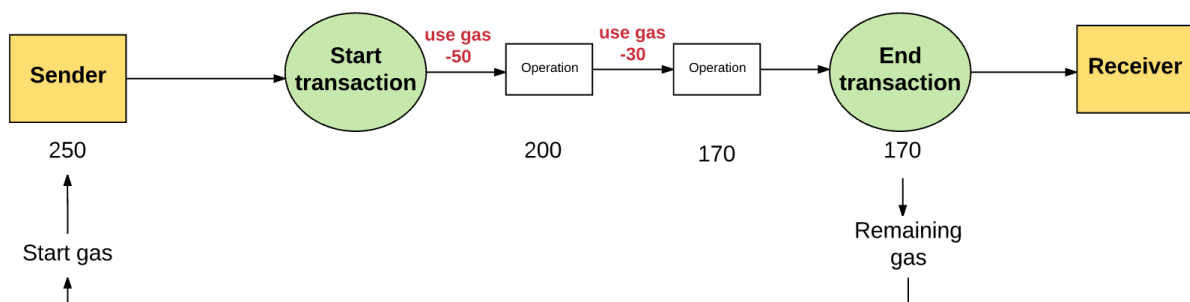 Sender
Start
transaction
use gas
-50
Operation
use gas
-30
Operation
End
transaction
Receiver
250
200
170
170
Start gas
Remaining
gas